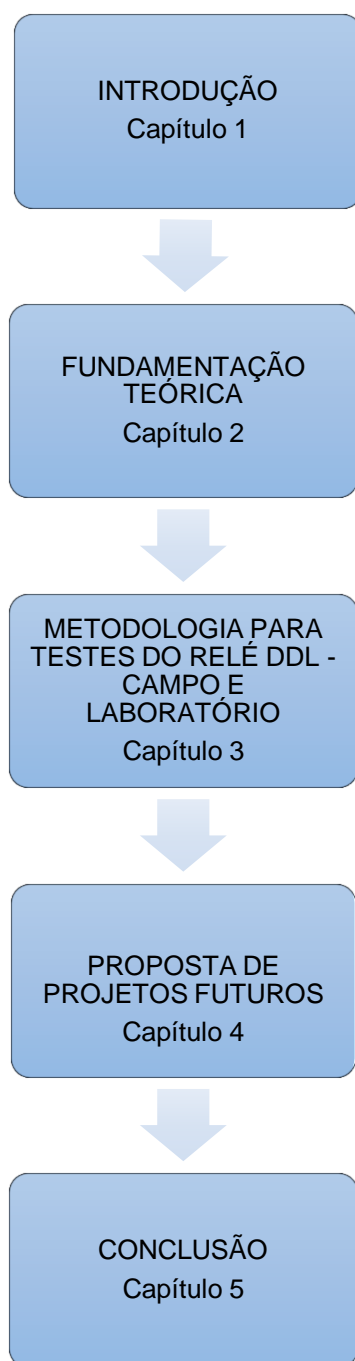 INTRODUÇÃO
Capítulo 1
FUNDAMENTAÇÃO
TEÓRICA
Capítulo 2
METODOLOGIA PARA
TESTES DO RELÉ DDL -
CAMPO E
LABORATÓRIO
Capítulo 3
PROPOSTA DE
PROJETOS FUTUROS
Capítulo 4
CONCLUSÃO
Capítulo 5